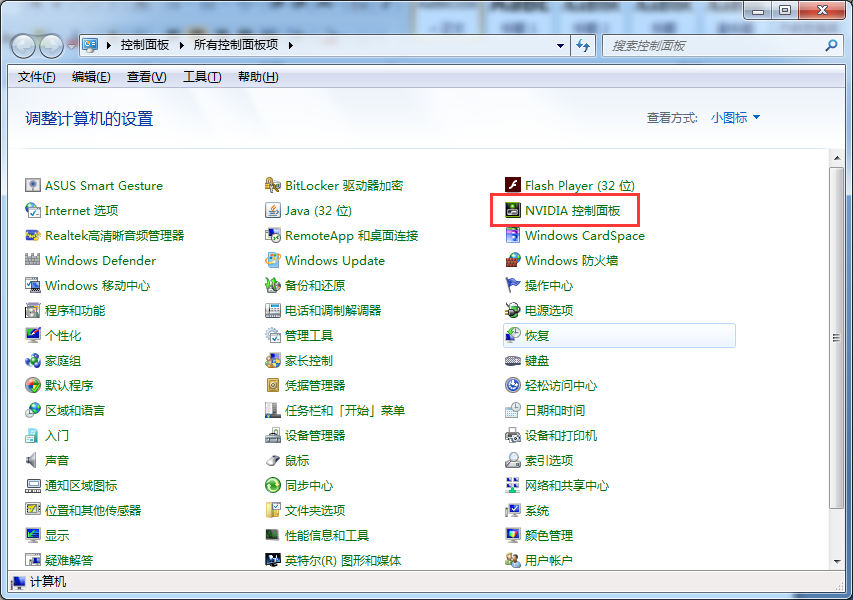 控制面板 所有控制面板项
搜索控制面板
文件(F) 编辑(E) 查看(V) 工具(T) 帮助(H)
调整计算机的设置
查看方式: 小图标
ASUS Smart Gesture BitLocker 驱动器加密 Flash Player (32 位)
Internet 选项 Java (32 位) NVIDIA 控制面板
Realtek高清晰音频管理器 RemoteApp 和桌面连接 Windows CardSpace
Windows Defender Windows Update Windows 防火墙
Windows 移动中心 备份和还原 操作中心
程序和功能 电话和调制解调器 电源选项
个性化 管理工具 恢复
家庭组 家长控制 键盘
默认程序 凭据管理器 轻松访问中心
区域和语言 任务栏和「开始」菜单 日期和时间
入门 设备管理器 设备和打印机
声音 鼠标 索引选项
通知区域图标 同步中心 网络和共享中心
位置和其他传感器 文件夹选项 系统
显示 性能信息和工具 颜色管理
疑难解答 英特尔(R) 图形和媒体 用户帐户
计算机